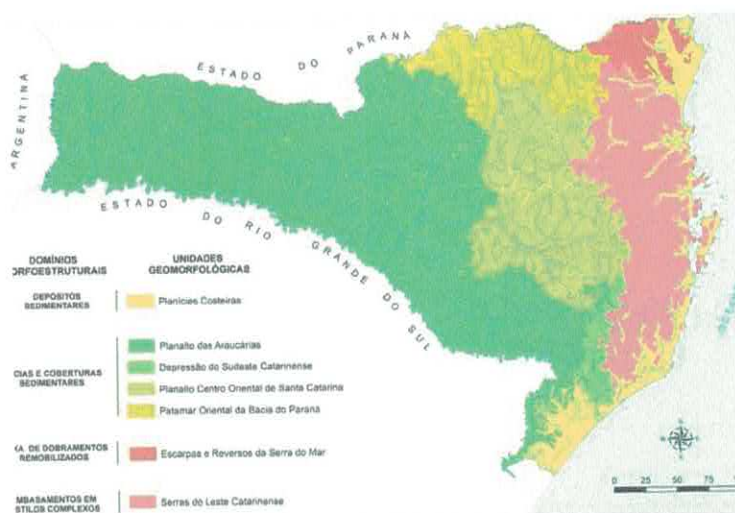 ESTADO DO PARANÁ
ARGENTINA
ESTADO DO RIO GRANDE DO SUL
DOMÍNIOS
ORFOESTRUTURAIS
UNIDADES
GEOMORFOLÓGICAS
DEPÓSITOS
SEDIMENTARES
Planícies Costeiras
CIAS E COBERTURAS
SEDIMENTARES
Planalto das Araucárias
Depressão do Sudeste Catarinense
Planalto Centro Oriental de Santa Catarina
Patamar Oriental da Bacia do Paraná
XA DE DOBRAMENTOS
REMOBILIZADOS
Escarpas e Reversos da Serra do Mar
MBASAMENTOS EM
STILOS COMPLEXOS
Serras do Leste Catarinense
0 25 50 75